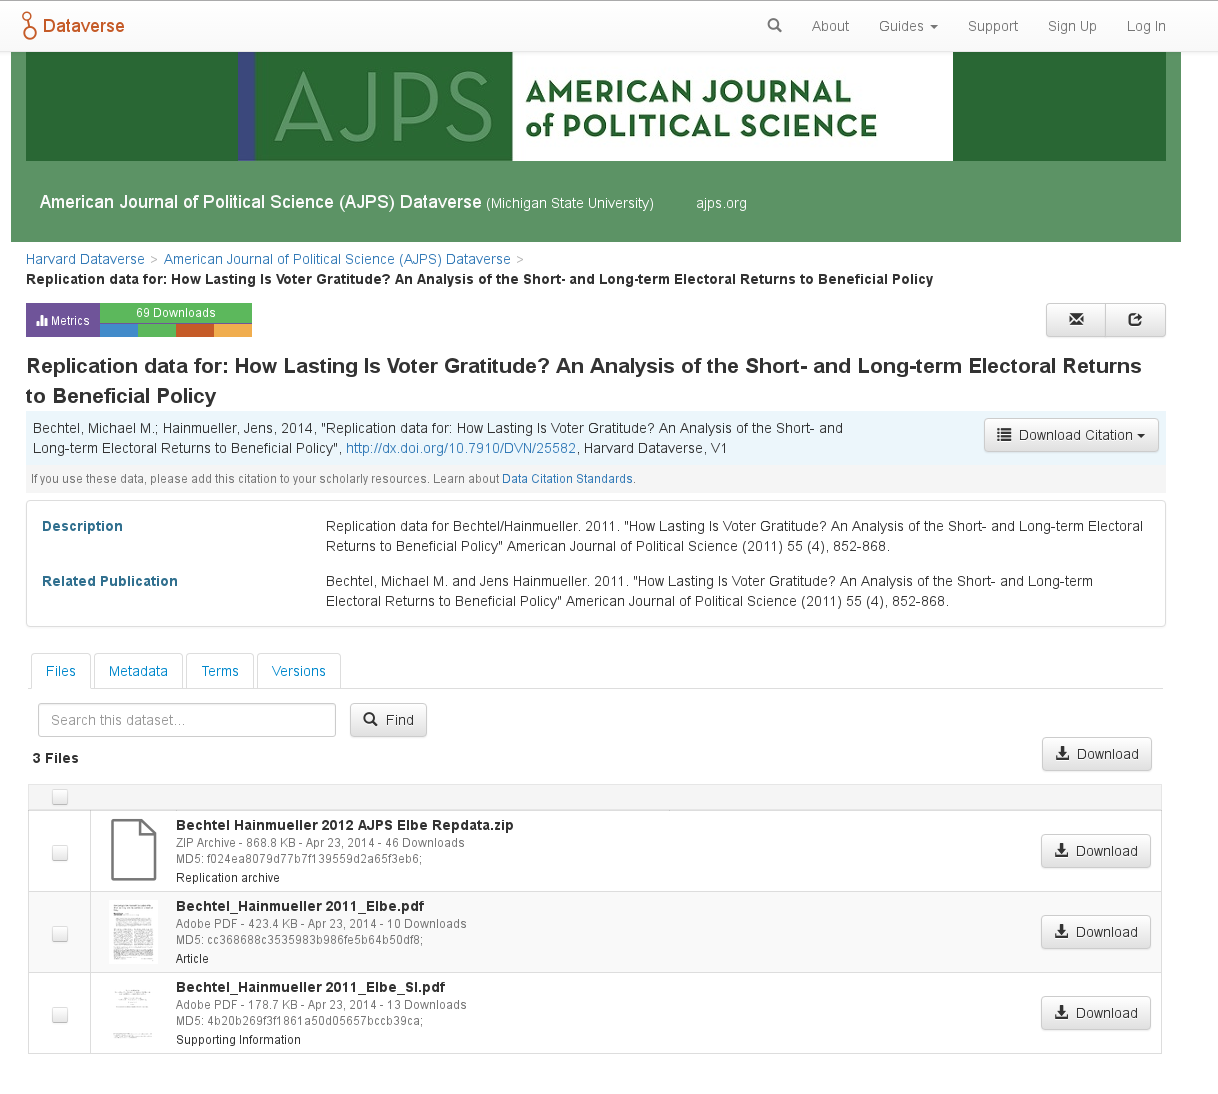 Dataverse
About
Guides
Support
Sign Up
Log In
AJPS
AMERICAN JOURNAL
of POLITICAL SCIENCE
American Journal of Political Science (AJPS) Dataverse (Michigan State University) ajps.org
Harvard Dataverse > American Journal of Political Science (AJPS) Dataverse >
Replication data for: How Lasting Is Voter Gratitude? An Analysis of the Short- and Long-term Electoral Returns to Beneficial Policy
Metrics
69 Downloads
Replication data for: How Lasting Is Voter Gratitude? An Analysis of the Short- and Long-term Electoral Returns
to Beneficial Policy
Bechtel, Michael M.; Hainmueller, Jens, 2014, "Replication data for: How Lasting Is Voter Gratitude? An Analysis of the Short- and
Long-term Electoral Returns to Beneficial Policy", http://dx.doi.org/10.7910/DVN/25582, Harvard Dataverse, V1
Download Citation
If you use these data, please add this citation to your scholarly resources. Learn about Data Citation Standards.
Description
Replication data for Bechtel/Hainmueller. 2011. "How Lasting Is Voter Gratitude? An Analysis of the Short- and Long-term Electoral
Returns to Beneficial Policy" American Journal of Political Science (2011) 55 (4), 852-868.
Related Publication
Bechtel, Michael M. and Jens Hainmueller. 2011. "How Lasting Is Voter Gratitude? An Analysis of the Short- and Long-term
Electoral Returns to Beneficial Policy" American Journal of Political Science (2011) 55 (4), 852-868.
Files
Metadata
Terms
Versions
Search this dataset...
Find
3 Files
Download
Bechtel Hainmueller 2012 AJPS Elbe Repdata.zip
ZIP Archive - 868.8 KB - Apr 23, 2014 - 46 Downloads
MD5: f024ea8079d77b7f139559d2a65f3eb6;
Replication archive
Download
Bechtel_Hainmueller 2011_Elbe.pdf
Adobe PDF - 423.4 KB - Apr 23, 2014 - 10 Downloads
MD5: cc368688c3535983b986fe5b64b50df8;
Article
Download
Bechtel_Hainmueller 2011_Elbe_SI.pdf
Adobe PDF - 178.7 KB - Apr 23, 2014 - 13 Downloads
MD5: 4b20b269f3f1861a50d05657bccb39ca;
Supporting Information
Download